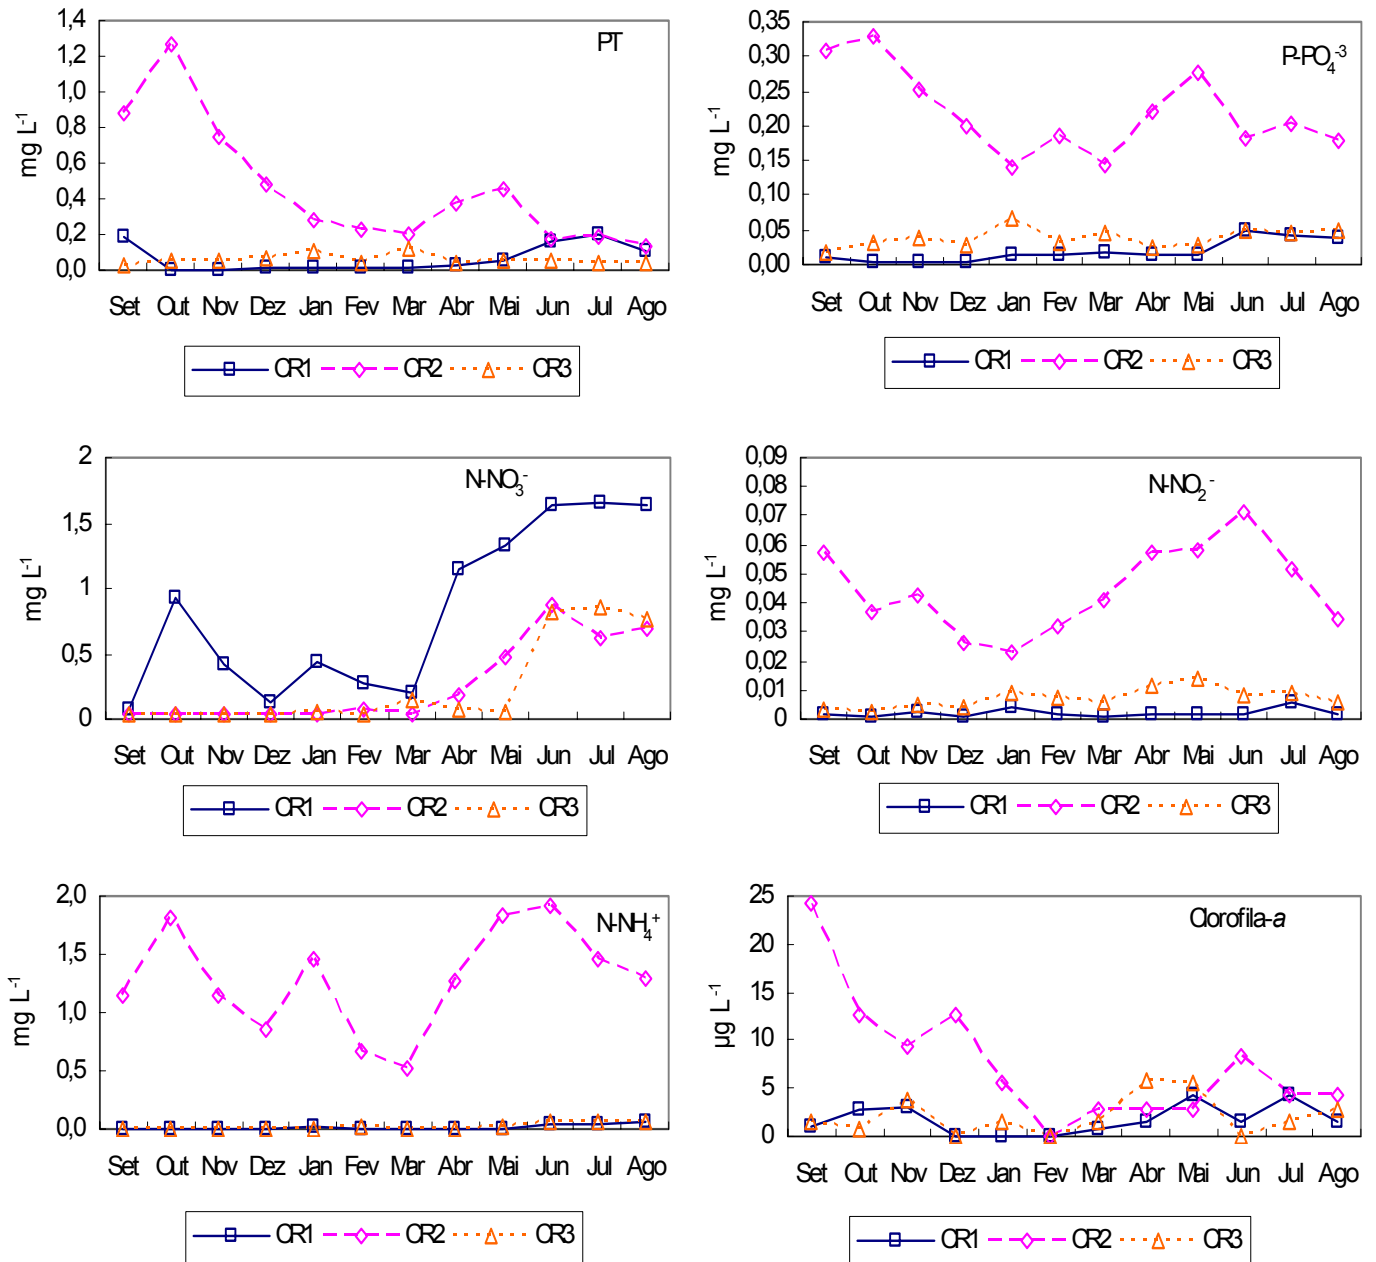 PT
mg L-1
1,4
1,2
1,0
0,8
0,6
0,4
0,2
0,0
Set Out Nov Dez Jan Fev Mar Abr Mai Jun Jul Ago
CR1 CR2 CR3
P-PO4-3
mg L-1
0,35
0,30
0,25
0,20
0,15
0,10
0,05
0,00
Set Out Nov Dez Jan Fev Mar Abr Mai Jun Jul Ago
CR1 CR2 CR3
N-NO3-
mg L-1
2
1,5
1
0,5
0
Set Out Nov Dez Jan Fev Mar Abr Mai Jun Jul Ago
CR1 CR2 CR3
N-NO2-
mg L-1
0,09
0,08
0,07
0,06
0,05
0,04
0,03
0,02
0,01
0
Set Out Nov Dez Jan Fev Mar Abr Mai Jun Jul Ago
CR1 CR2 CR3
N-NH4+
mg L-1
2,0
1,5
1,0
0,5
0,0
Set Out Nov Dez Jan Fev Mar Abr Mai Jun Jul Ago
CR1 CR2 CR3
Clorofila-a
µg L-1
25
20
15
10
5
0
Set Out Nov Dez Jan Fev Mar Abr Mai Jun Jul Ago
CR1 CR2 CR3